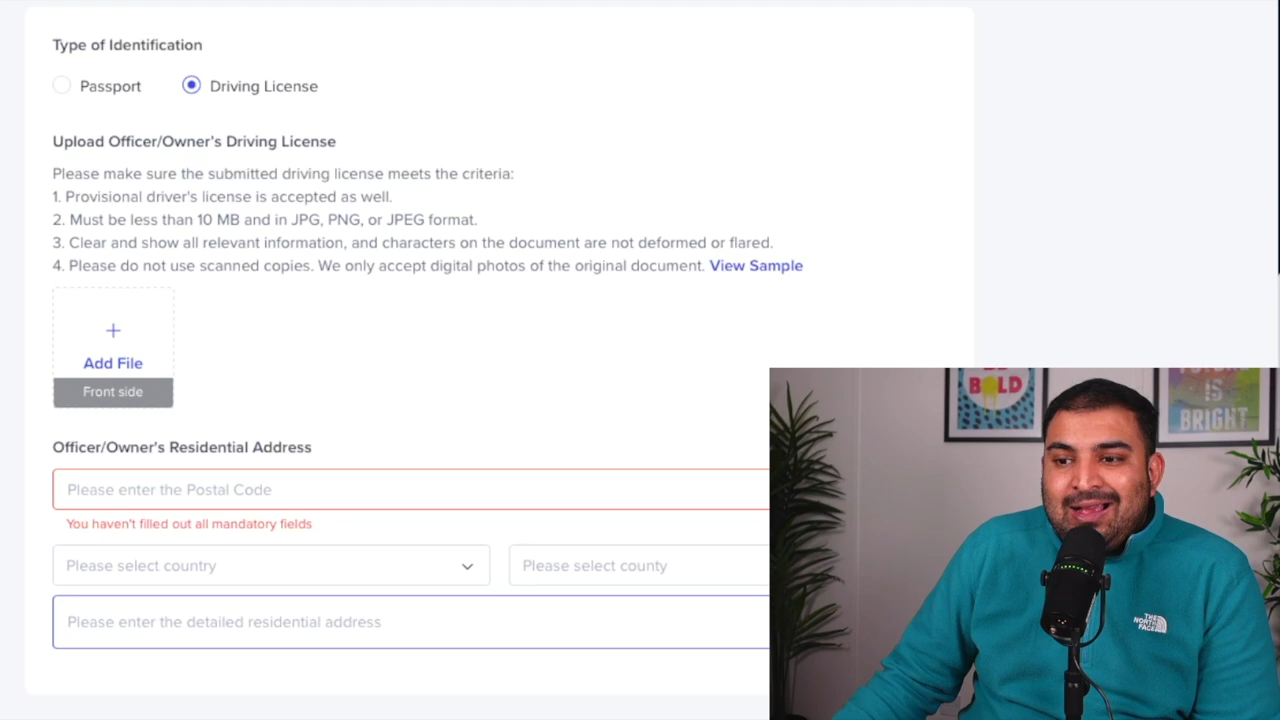 Type of Identification
Passport
Driving License
Upload Officer/Owner's Driving License
Please make sure the submitted driving license meets the criteria:
1. Provisional driver's license is accepted as well.
2. Must be less than 10 MB and in JPG, PNG, or JPEG format.
3. Clear and show all relevant information, and characters on the document are not deformed or flared.
4. Please do not use scanned copies. We only accept digital photos of the original document. View Sample
Add File
Front side
Officer/Owner's Residential Address
Please enter the Postal Code
You haven't filled out all mandatory fields
Please select country
Please select county
Please enter the detailed residential address
BOLD
IS
BRIGHT
THE
NORTH
FACE